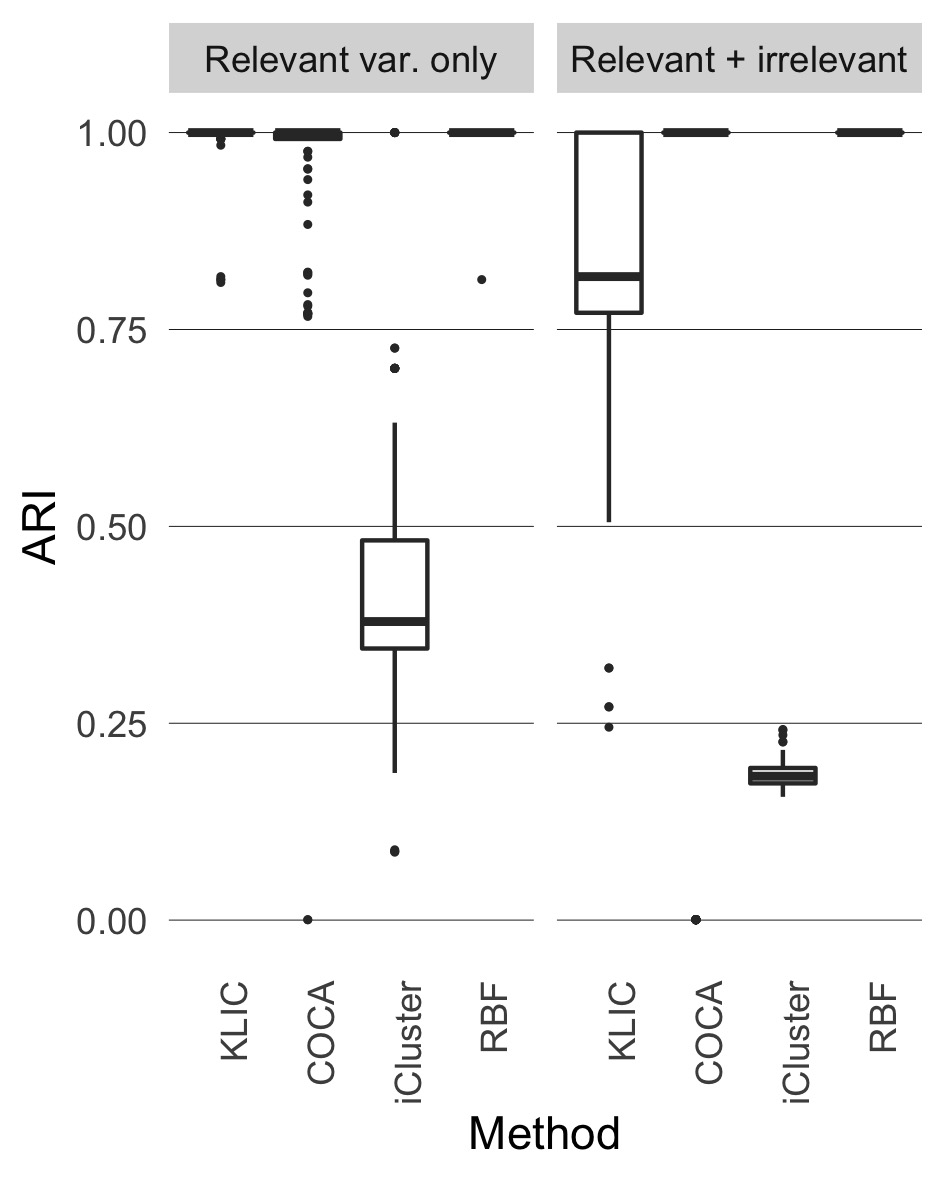 Relevant var. only
Relevant + irrelevant
1.00
0.75
0.50
0.25
0.00
ARI
KLIC
COCA
iCluster
RBF
KLIC
COCA
iCluster
RBF
Method